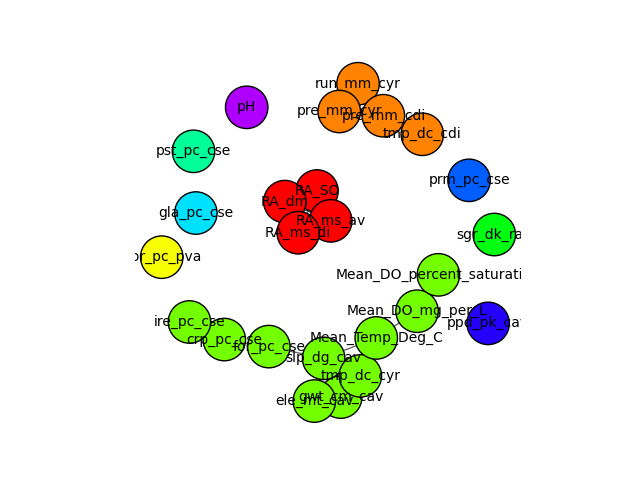 run_mm_cyr
pH
pre_mm_cyr
pre_mm_cdi
tmp_dc_cdi
pst_pc_cse
prm_pc_cse
RA_SO
RA_dm
gla_pc_cse
RA_ms_av
RA_ms_di
sgr_dk_ra
or_pc_pva
Mean_DO_percent_saturati
Mean_DO_mg_per_L
ire_pc_cse
ppd_pk_cav
crp_pc_cse
Mean_Temp_Deg_C
for_pc_cse
slp_dg_cav
tmp_dc_cyr
gwt_cm_cav
ele_mt_cav